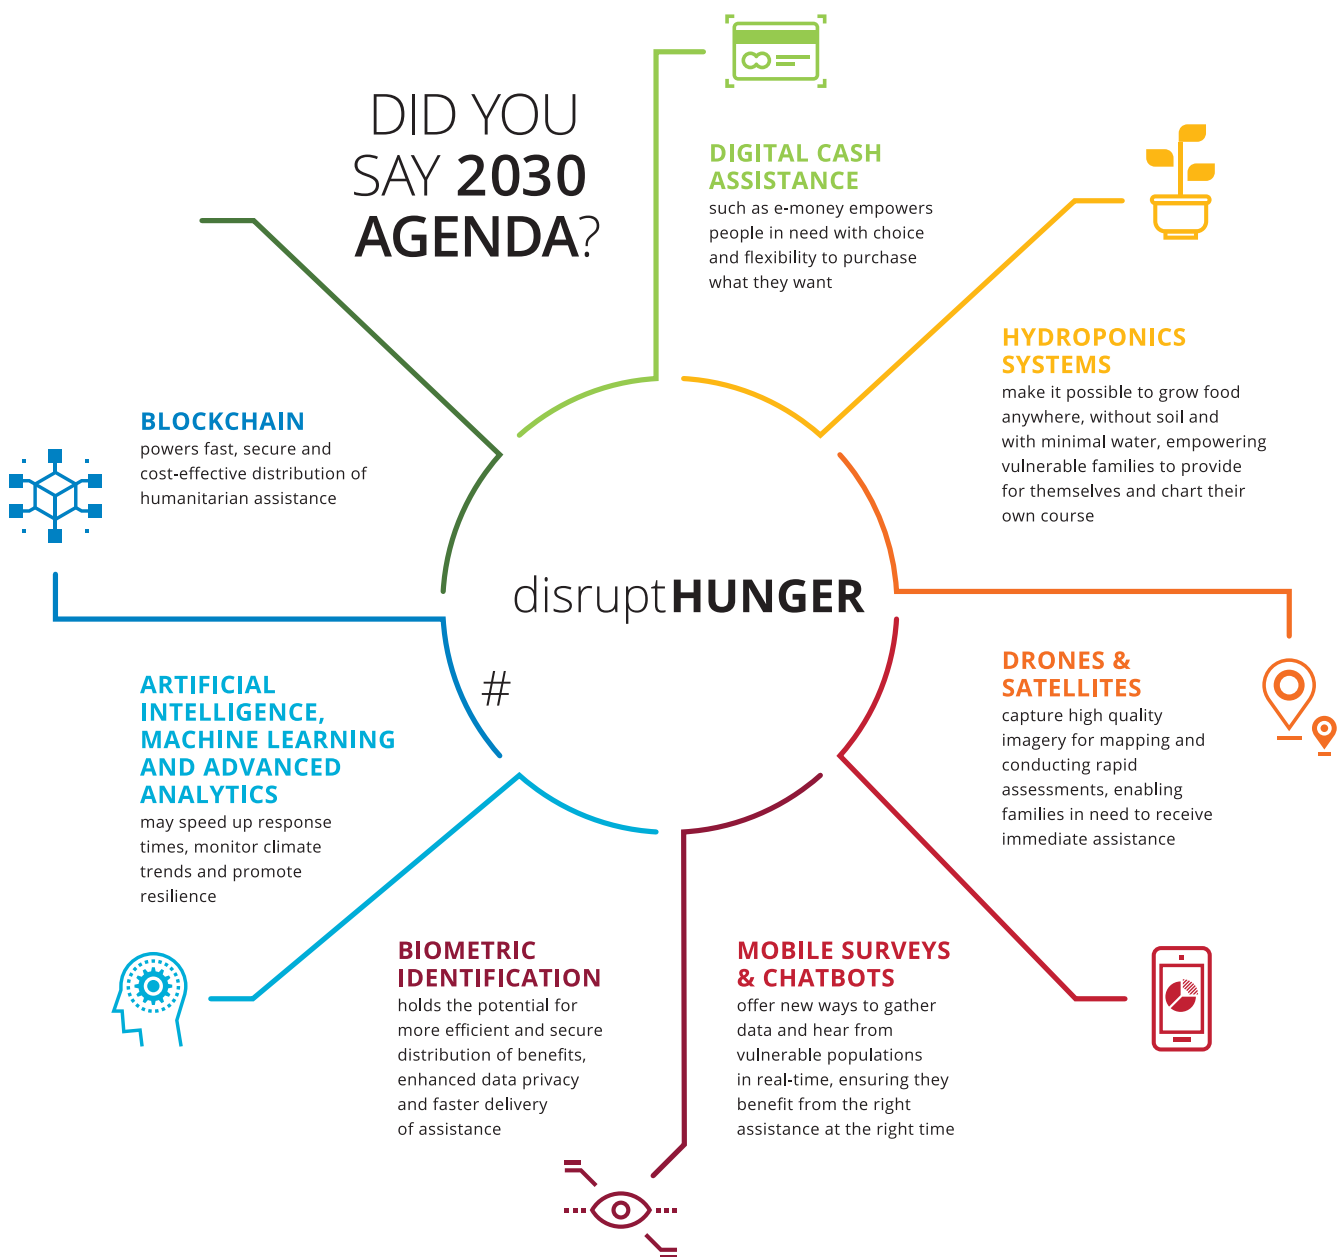 DID YOU
SAY 2030
AGENDA?
DIGITAL CASH
ASSISTANCE
such as e-money empowers
people in need with choice
and flexibility to purchase
what they want
HYDROPONICS
SYSTEMS
make it possible to grow food
anywhere, without soil and
with minimal water, empowering
vulnerable families to provide
for themselves and chart their
own course
BLOCKCHAIN
powers fast, secure and
cost-effective distribution of
humanitarian assistance
disruptHUNGER
#
DRONES &
SATELLITES
capture high quality
imagery for mapping and
conducting rapid
assessments, enabling
families in need to receive
immediate assistance
ARTIFICIAL
INTELLIGENCE,
MACHINE LEARNING
AND ADVANCED
ANALYTICS
may speed up response
times, monitor climate
trends and promote
resilience
BIOMETRIC
IDENTIFICATION
holds the potential for
more efficient and secure
distribution of benefits,
enhanced data privacy
and faster delivery
of assistance
MOBILE SURVEYS
& CHATBOTS
offer new ways to gather
data and hear from
vulnerable populations
in real-time, ensuring they
benefit from the right
assistance at the right time